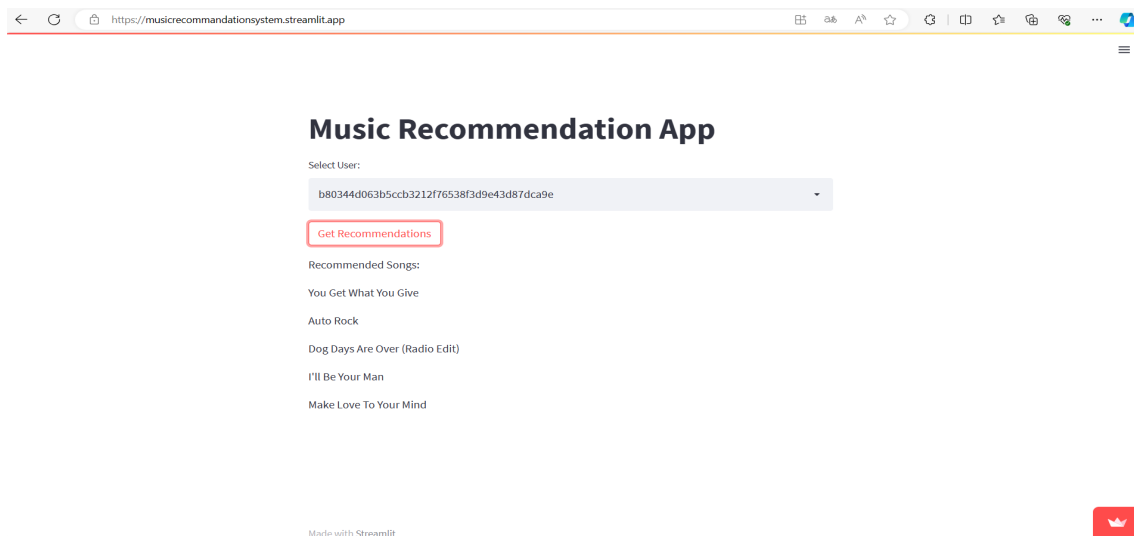 https://musicrecommandationsystem.streamlit.app
Music Recommendation App
Select User:
b80344d063b5ccb3212f76538f3d9e43d87dca9e
Get Recommendations
Recommended Songs:
You Get What You Give
Auto Rock
Dog Days Are Over (Radio Edit)
I'll Be Your Man
Make Love To Your Mind
Made with Streamlit